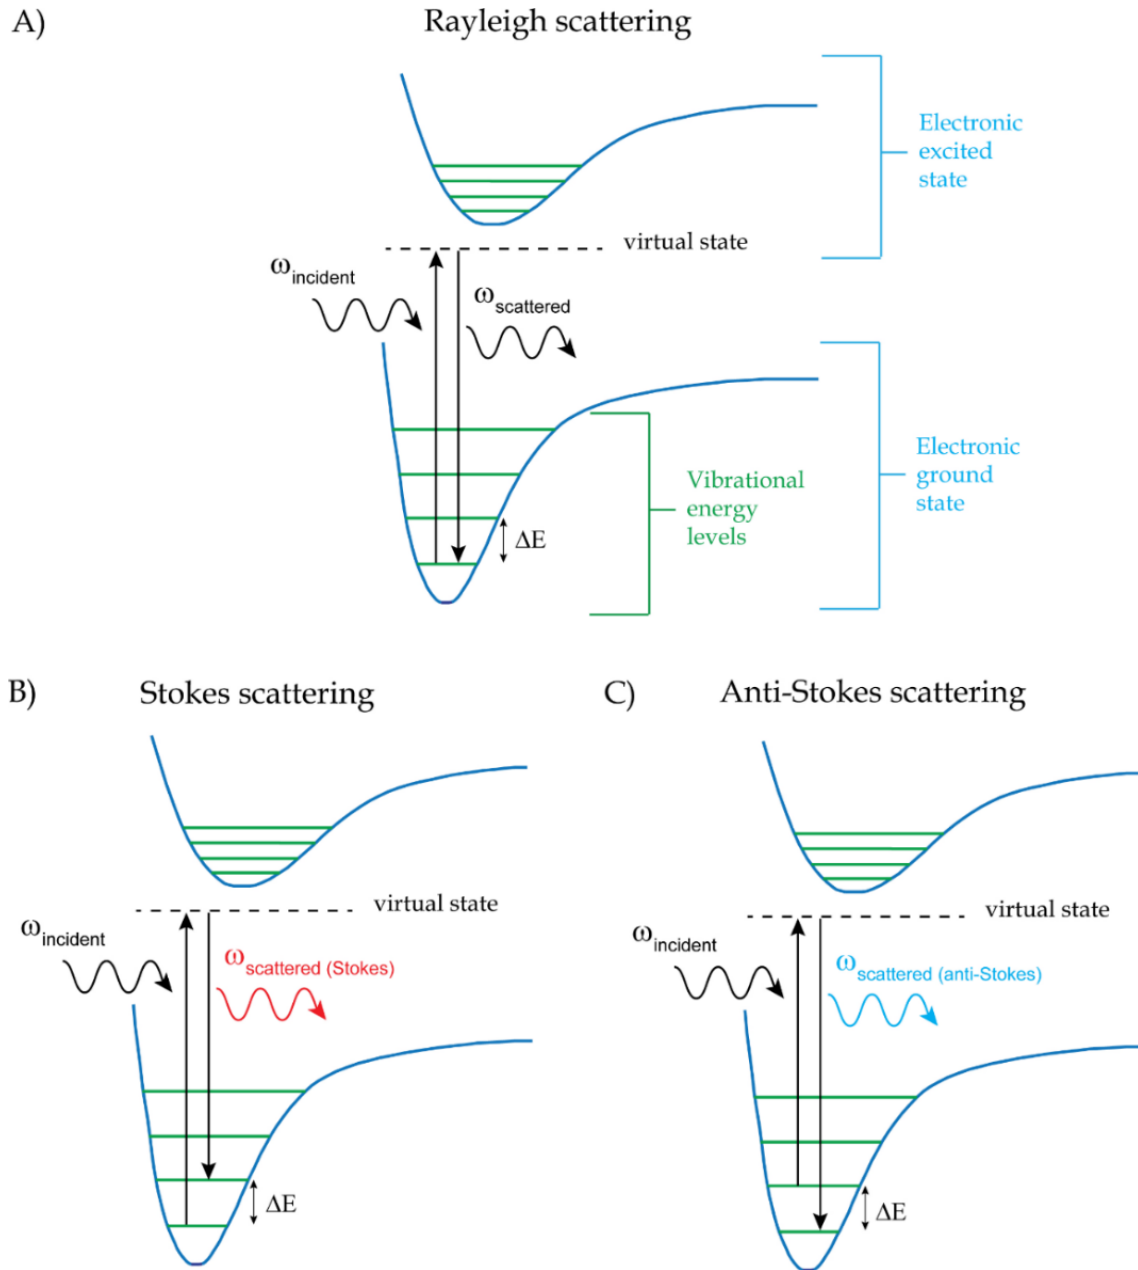 A)
Rayleigh scattering
Electronic
excited
state
virtual state
ωincident
ωscattered
Electronic
ground
state
Vibrational
energy
levels
ΔE
B)
Stokes scattering
virtual state
ωincident
ωscattered (Stokes)
ΔE
C)
Anti-Stokes scattering
virtual state
ωincident
ωscattered (anti-Stokes)
ΔE